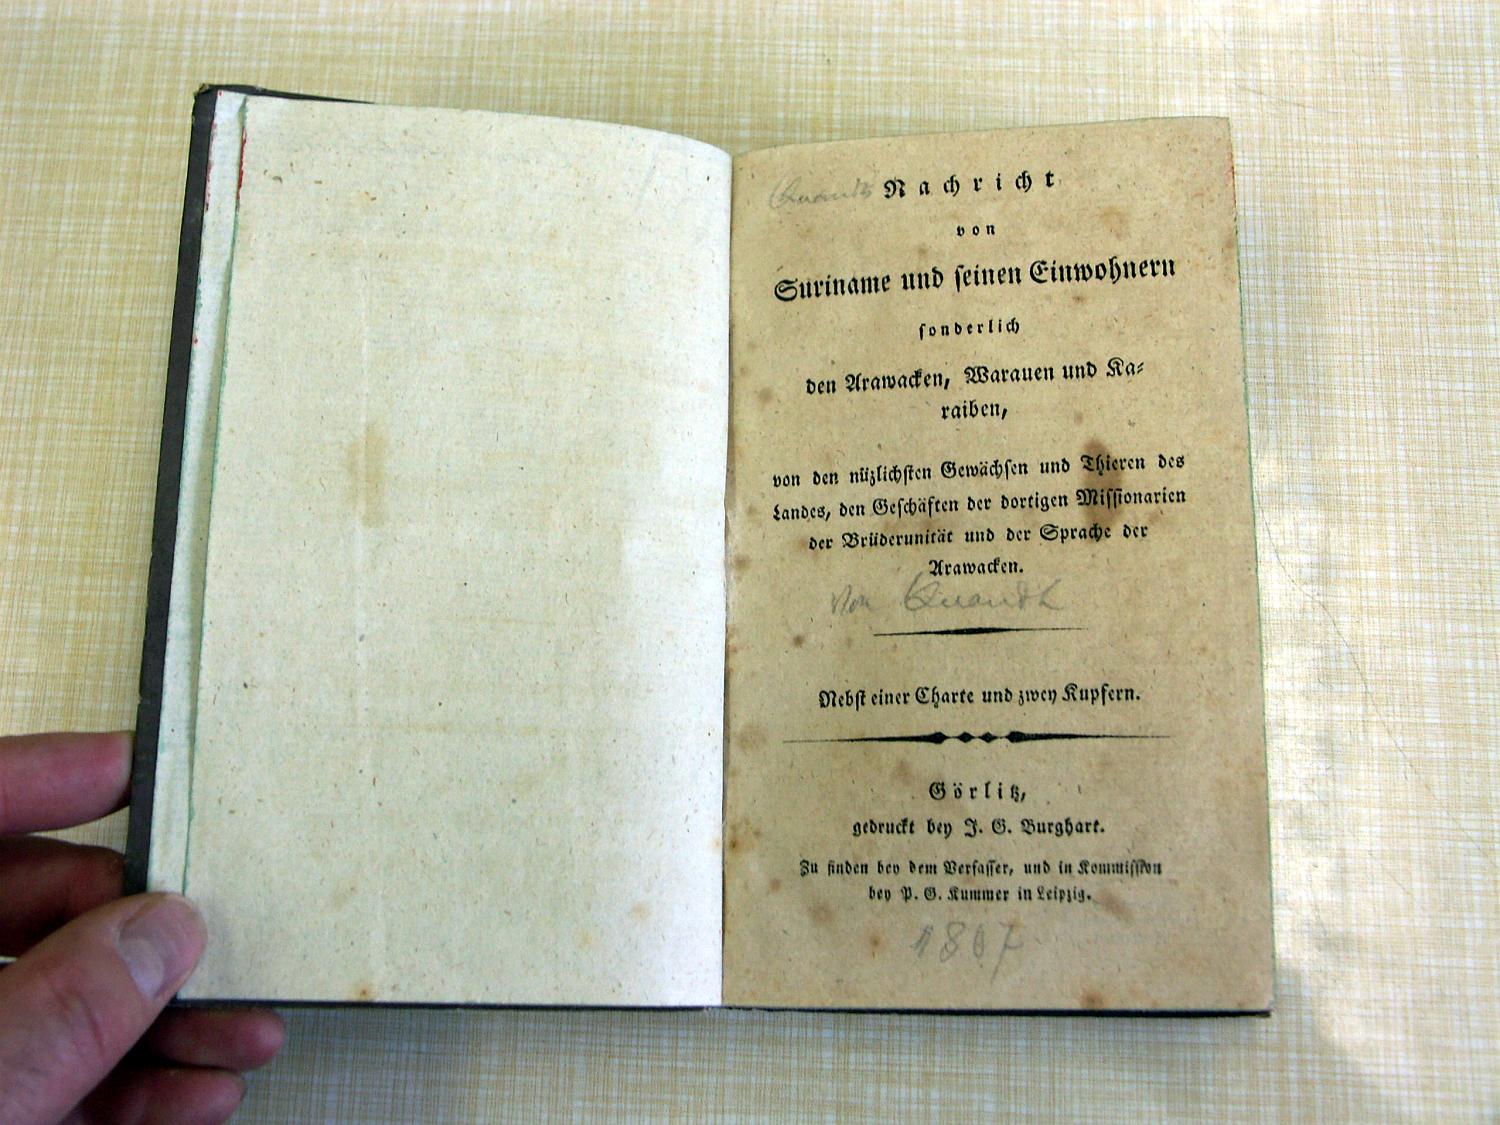 Quandt
Nachricht
von
Suriname und seinen Einwohnern
sonderlich
den Arawacken, Warauen und Ka-
raiben,
von den nüzlichsten Gewächsen und Thieren des
Landes, den Geschäften der dortigen Missionarien
der Brüderunität und der Sprache der
Arawacken.
von Quandt
Nebst einer Charte und zwey Kupfern.
Görlitz,
gedruckt bey J. G. Burghart.
Zu finden bey dem Verfasser, und in Kommission
bey P. G. Kummer in Leipzig.
1807